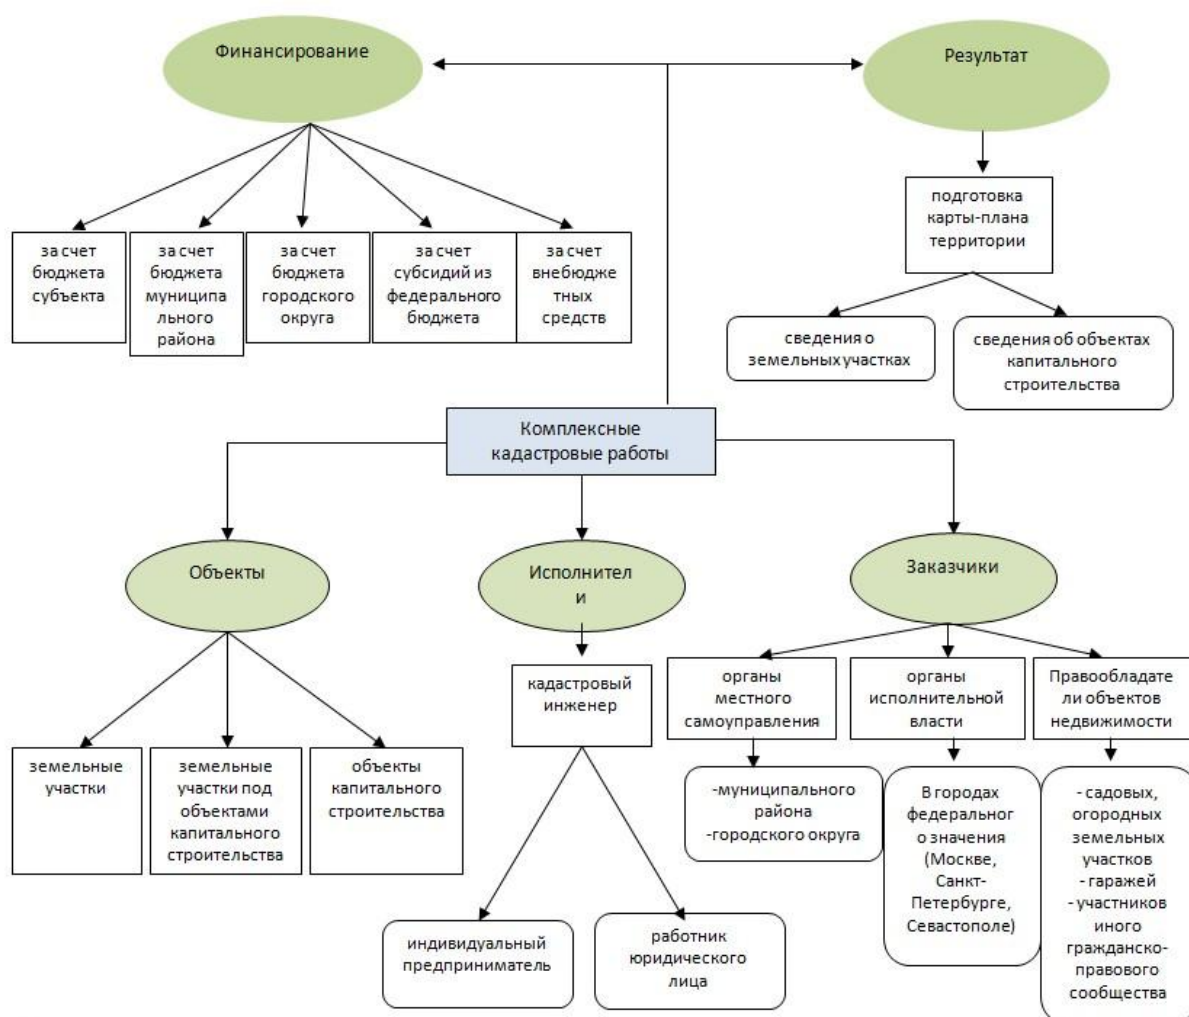 Финансирование
Результат
подготовка
карты-плана
территории
за счет
бюджета
субъекта
за счет
бюджета
муниципа
льного
района
за счет
бюджета
городского
округа
за счет
субсидий из
федерального
бюджета
за счет
внебюдже
тных
средств
сведения о
земельных участках
сведения об объектах
капитального
строительства
Комплексные
кадастровые работы
Объекты
Исполнител
и
Заказчики
кадастровый
инженер
органы
местного
самоуправления
органы
исполнительной
власти
Правообладате
ли объектов
недвижимости
земельные
участки
земельные
участки под
объектами
капитального
строительства
объекты
капитального
строительства
-муниципального
района
-городского округа
В городах
федеральног
о значения
(Москве,
Санкт-
Петербурге,
Севастополе)
- садовых,
огородных
земельных
участков
- гаражей
- участников
иного
гражданско-
правового
сообщества
индивидуальный
предприниматель
работник
юридического
лица